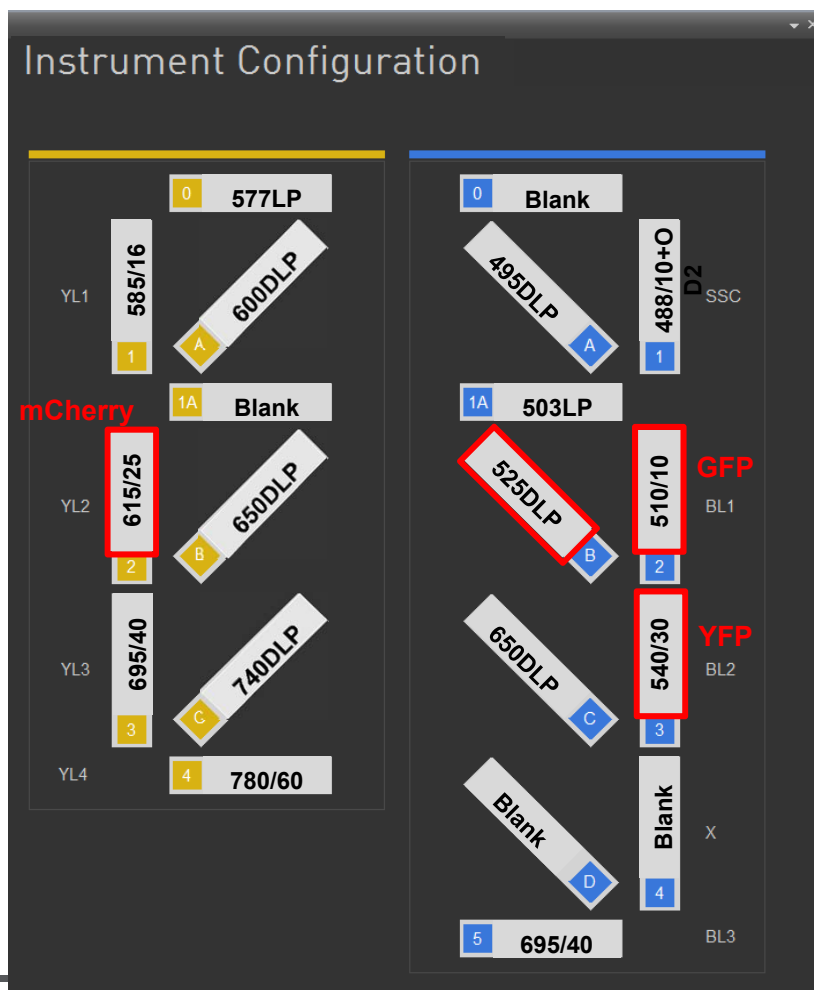 Instrument Configuration
0
577LP
YL1
585/16
1
600DLP
A
mCherry
1A
Blank
YL2
615/25
2
650DLP
B
YL3
695/40
3
740DLP
C
YL4
4
780/60
0
Blank
495DLP
A
488/10+O
D2
1
SSC
1A
503LP
525DLP
B
510/10
2
GFP
BL1
650DLP
C
540/30
3
YFP
BL2
Blank
D
Blank
4
X
5
695/40
BL3